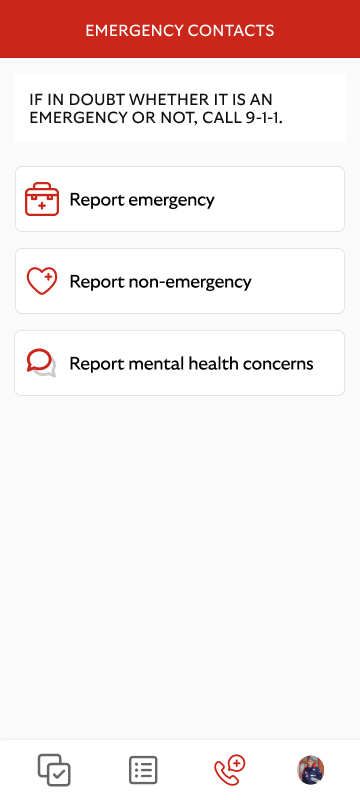 EMERGENCY CONTACTS
IF IN DOUBT WHETHER IT IS AN
EMERGENCY OR NOT, CALL 9-1-1.
Report emergency
Report non-emergency
Report mental health concerns